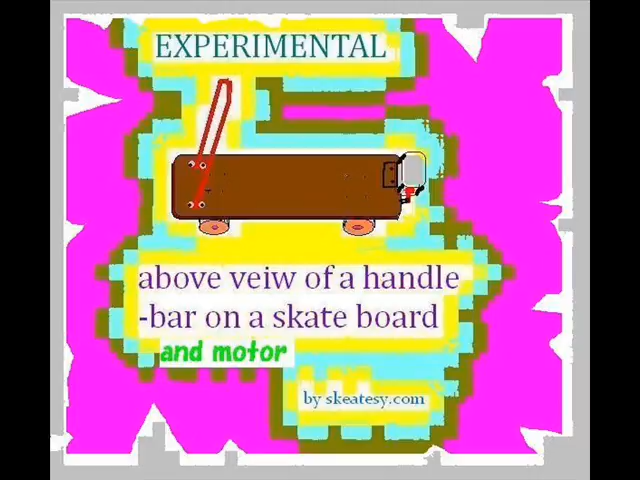 EXPERIMENTAL
above veiw of a handle
-bar on a skate board
and motor
by skeatesy.com